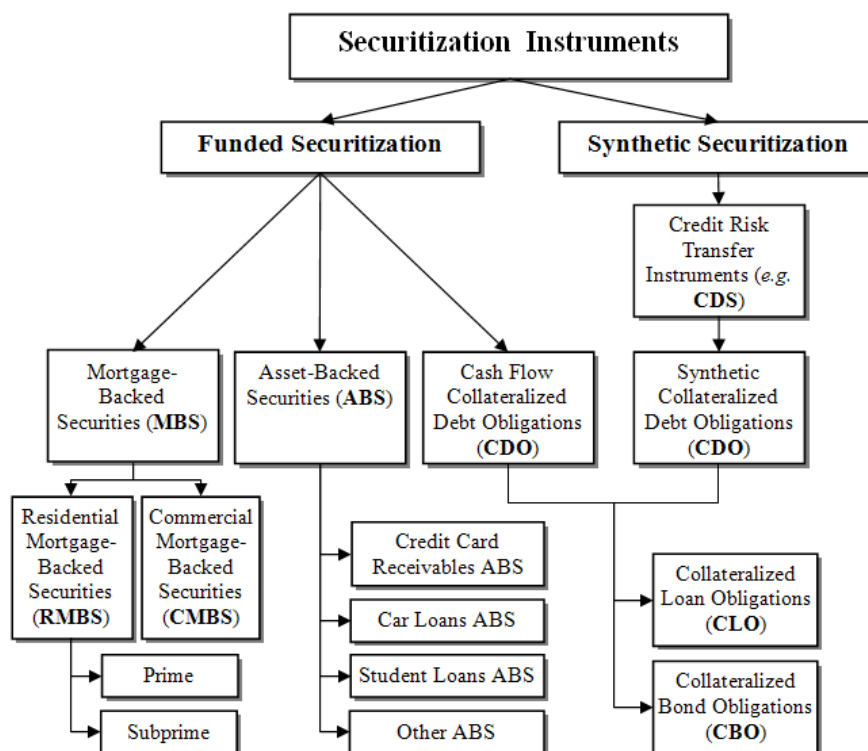 Securitization Instruments
Funded Securitization
Synthetic Securitization
Credit Risk
Transfer
Instruments (e.g.
CDS)
Mortgage-
Backed
Securities (MBS)
Asset-Backed
Securities (ABS)
Cash Flow
Collateralized
Debt Obligations
(CDO)
Synthetic
Collateralized
Debt Obligations
(CDO)
Residential
Mortgage-
Backed
Securities
(RMBS)
Commercial
Mortgage-
Backed
Securities
(CMBS)
Credit Card
Receivables ABS
Car Loans ABS
Student Loans ABS
Other ABS
Collateralized
Loan Obligations
(CLO)
Collateralized
Bond Obligations
(CBO)
Prime
Subprime